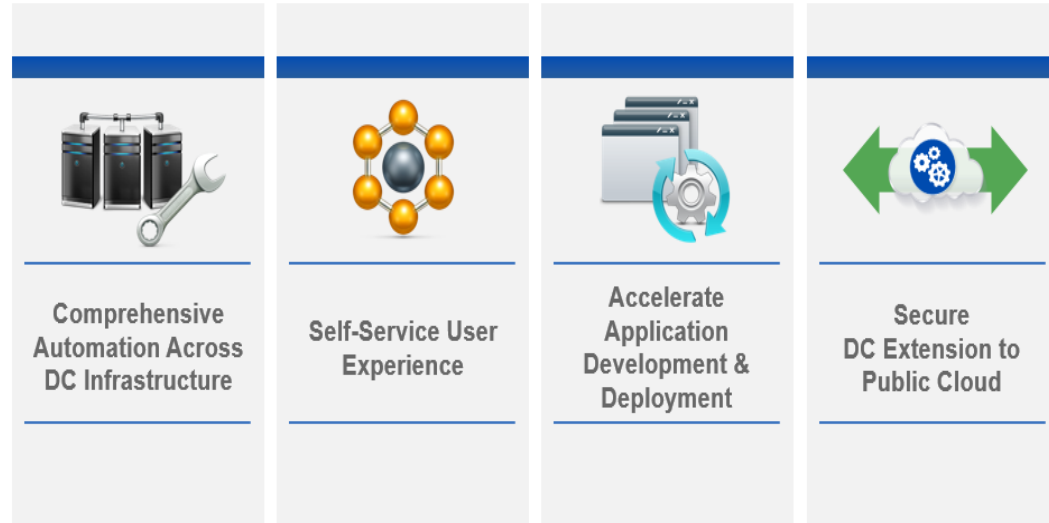 Comprehensive
Automation Across
DC Infrastructure
Self-Service User
Experience
Accelerate
Application
Development &
Deployment
Secure
DC Extension to
Public Cloud